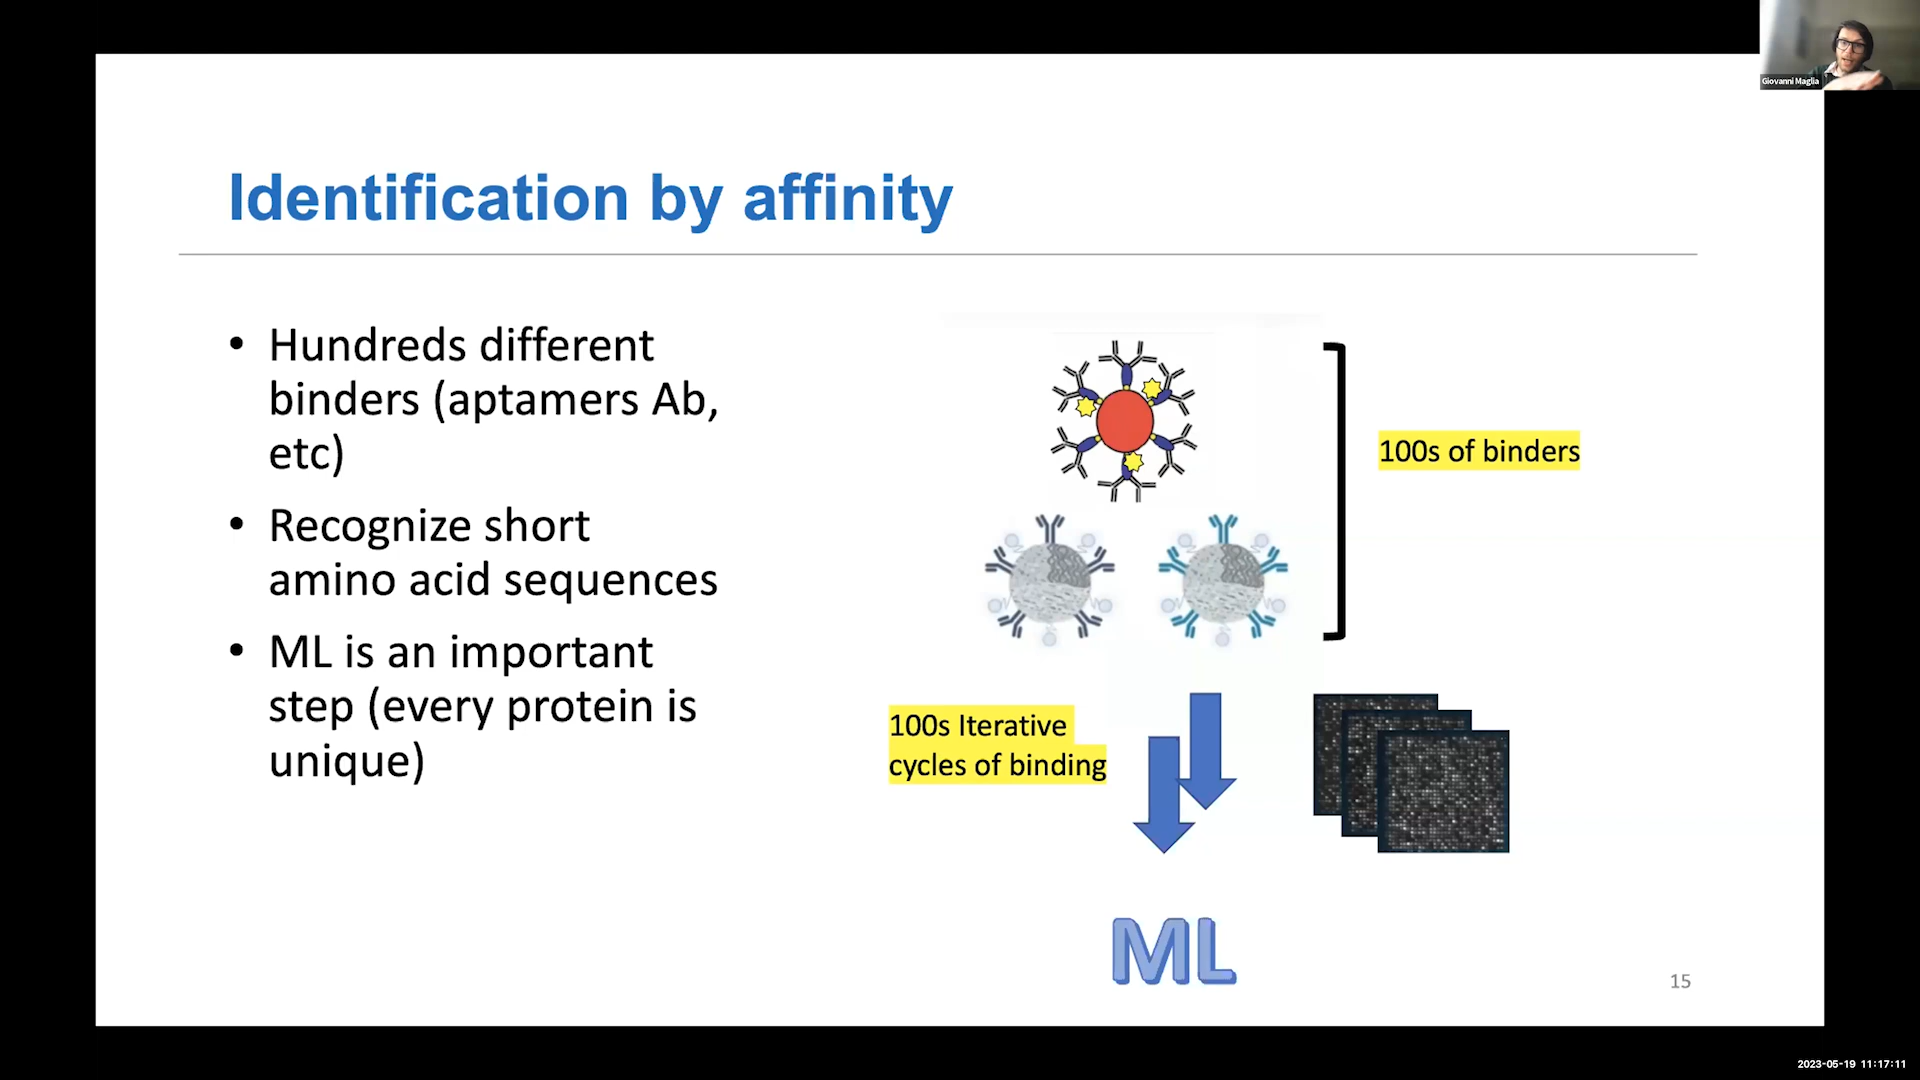 Giovanni Maglia
Identification by affinity
• Hundreds different
binders (aptamers Ab,
etc)
• Recognize short
amino acid sequences
• ML is an important
step (every protein is
unique)
100s of binders
100s Iterative
cycles of binding
ML
15
2023-05-19 11:17:11